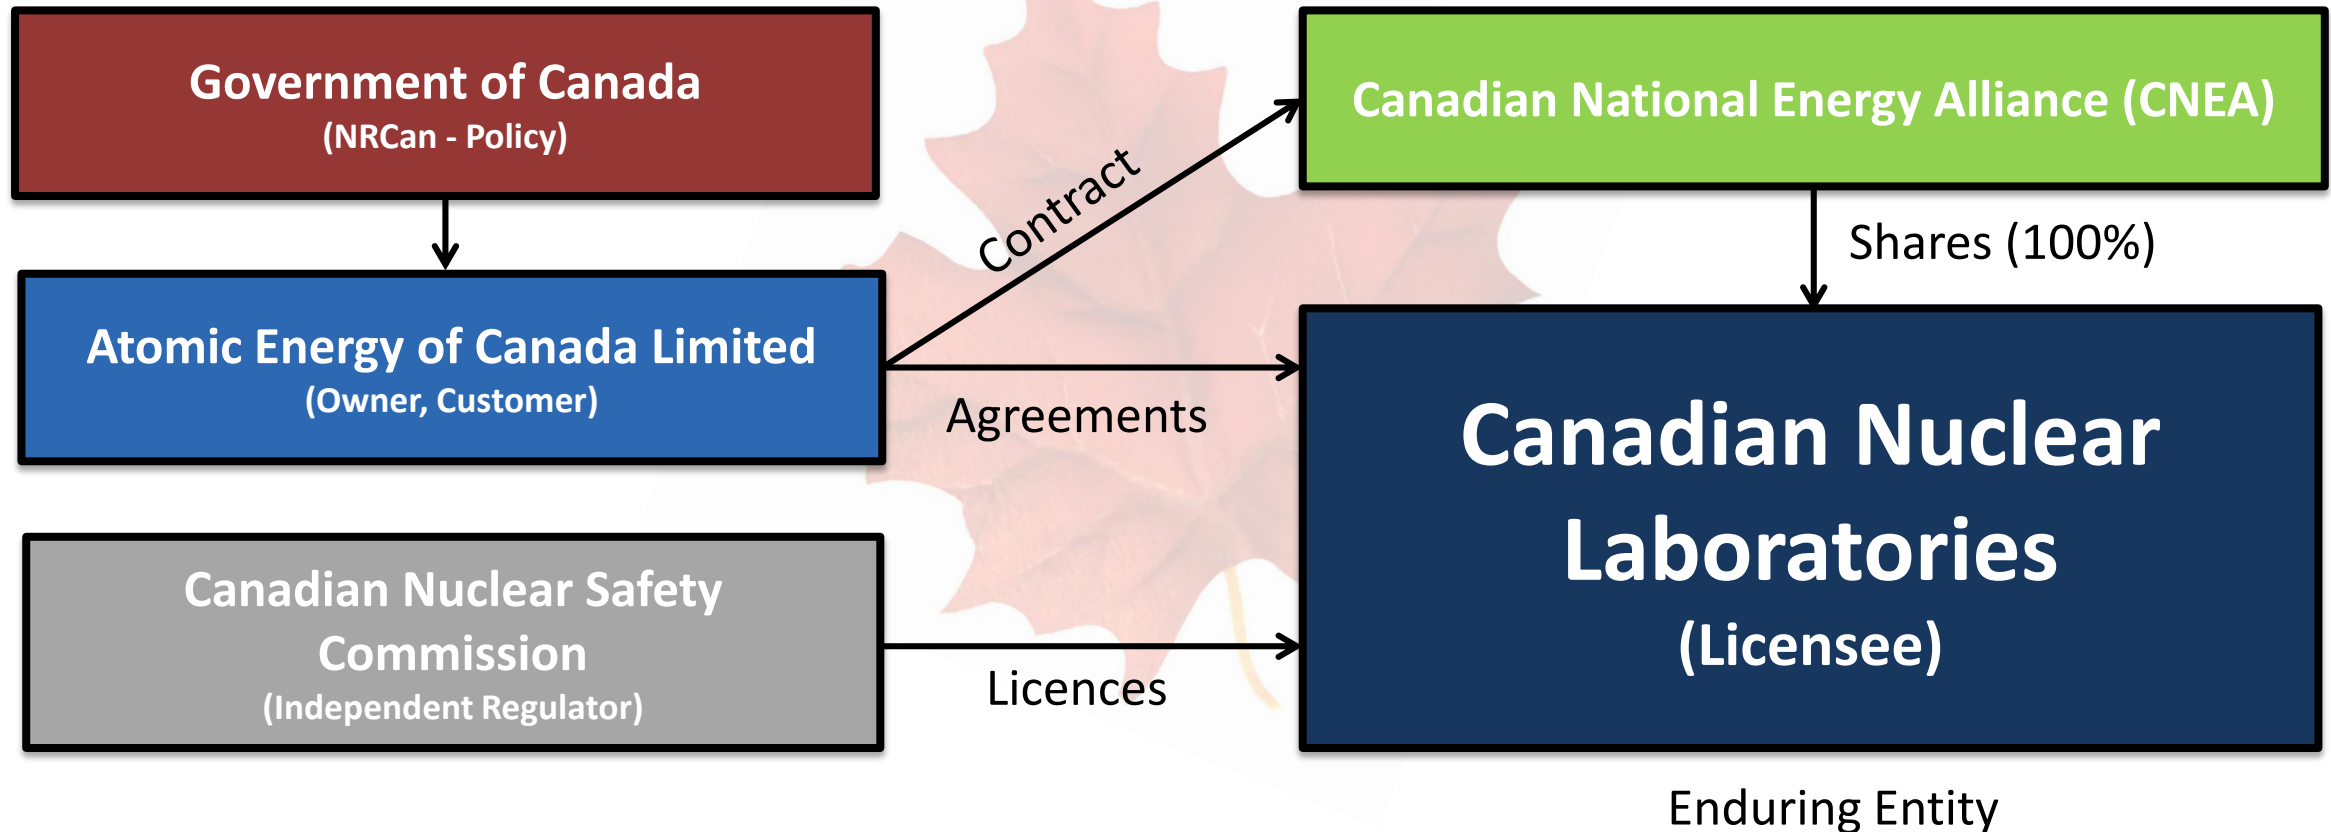 Government of Canada
(NRCan - Policy)
Canadian National Energy Alliance (CNEA)
Contract
Shares (100%)
Atomic Energy of Canada Limited
(Owner, Customer)
Agreements
Canadian Nuclear
Laboratories
(Licensee)
Canadian Nuclear Safety
Commission
(Independent Regulator)
Licences
Enduring Entity